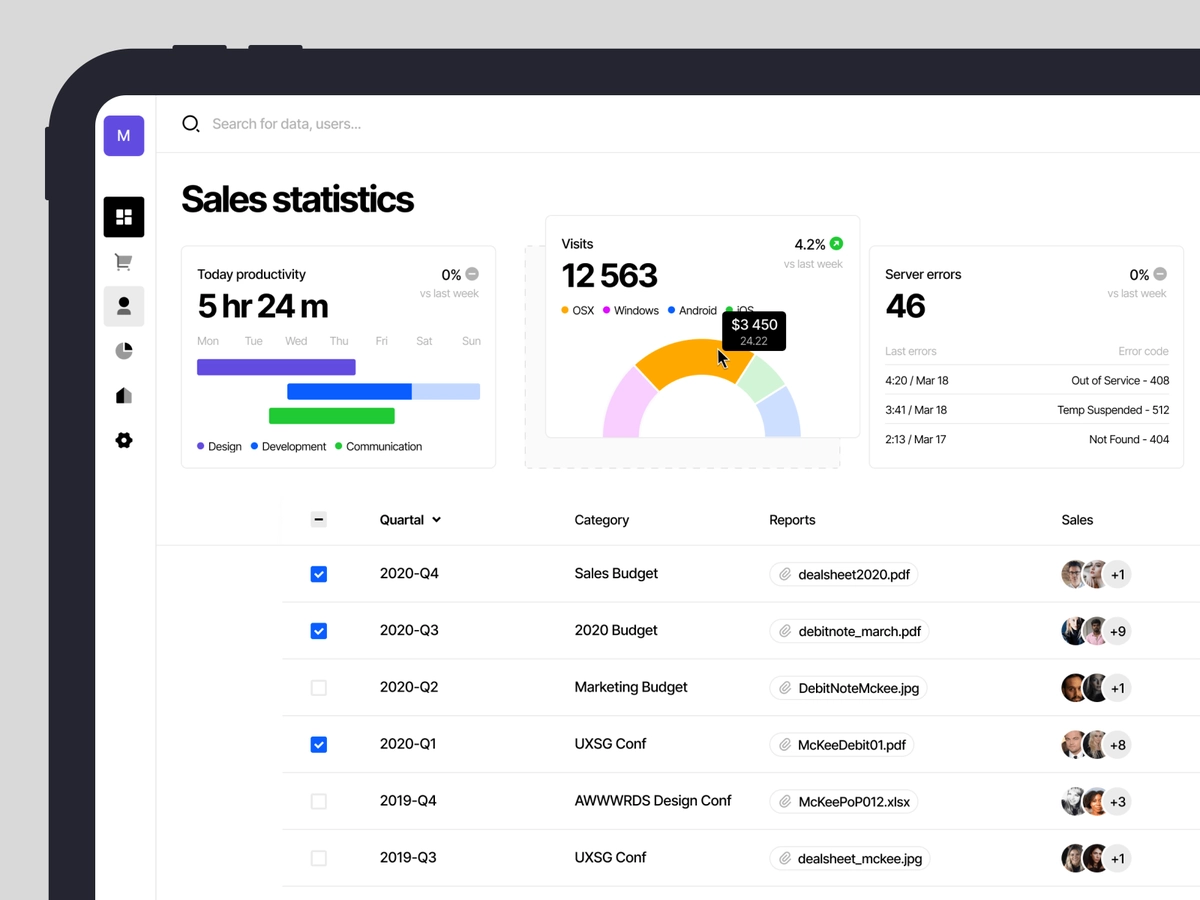 M
Search for data, users...
Sales statistics
Today productivity
0%
vs last week
5 hr 24 m
Mon Tue Wed Thu Fri Sat Sun
Design Development Communication
Visits
4.2%
vs last week
12 563
OSX Windows Android iOS
$3 450
24.22
Server errors
0%
vs last week
46
Last errors Error code
4:20 / Mar 18 Out of Service - 408
3:41 / Mar 18 Temp Suspended - 512
2:13 / Mar 17 Not Found - 404
Quartal Category Reports Sales
2020-Q4 Sales Budget dealsheet2020.pdf +1
2020-Q3 2020 Budget debitnote_march.pdf +9
2020-Q2 Marketing Budget DebitNoteMckee.jpg +1
2020-Q1 UXSG Conf McKeeDebit01.pdf +8
2019-Q4 AWWWRDS Design Conf McKeePoP012.xlsx +3
2019-Q3 UXSG Conf dealsheet_mckee.jpg +1